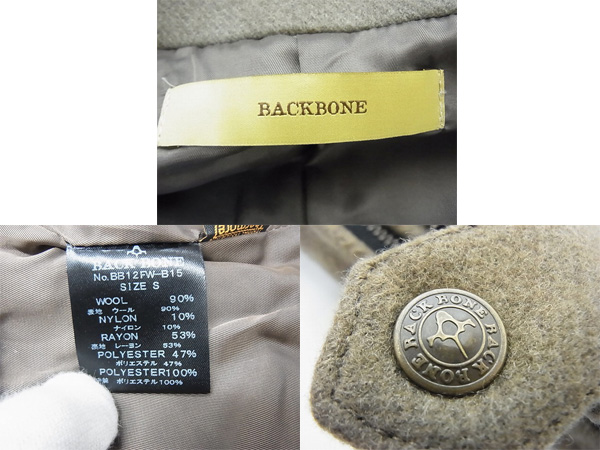 BACKBONE
BACK BONE
No.BB12FW-B15
SIZE S
WOOL 90%
表地 ウール 90%
NYLON 10%
ナイロン 10%
RAYON 53%
裏地 レーヨン 53%
POLYESTER 47%
ポリエステル 47%
POLYESTER100%
ポリエステル100%
BACK BONE BACK BONE